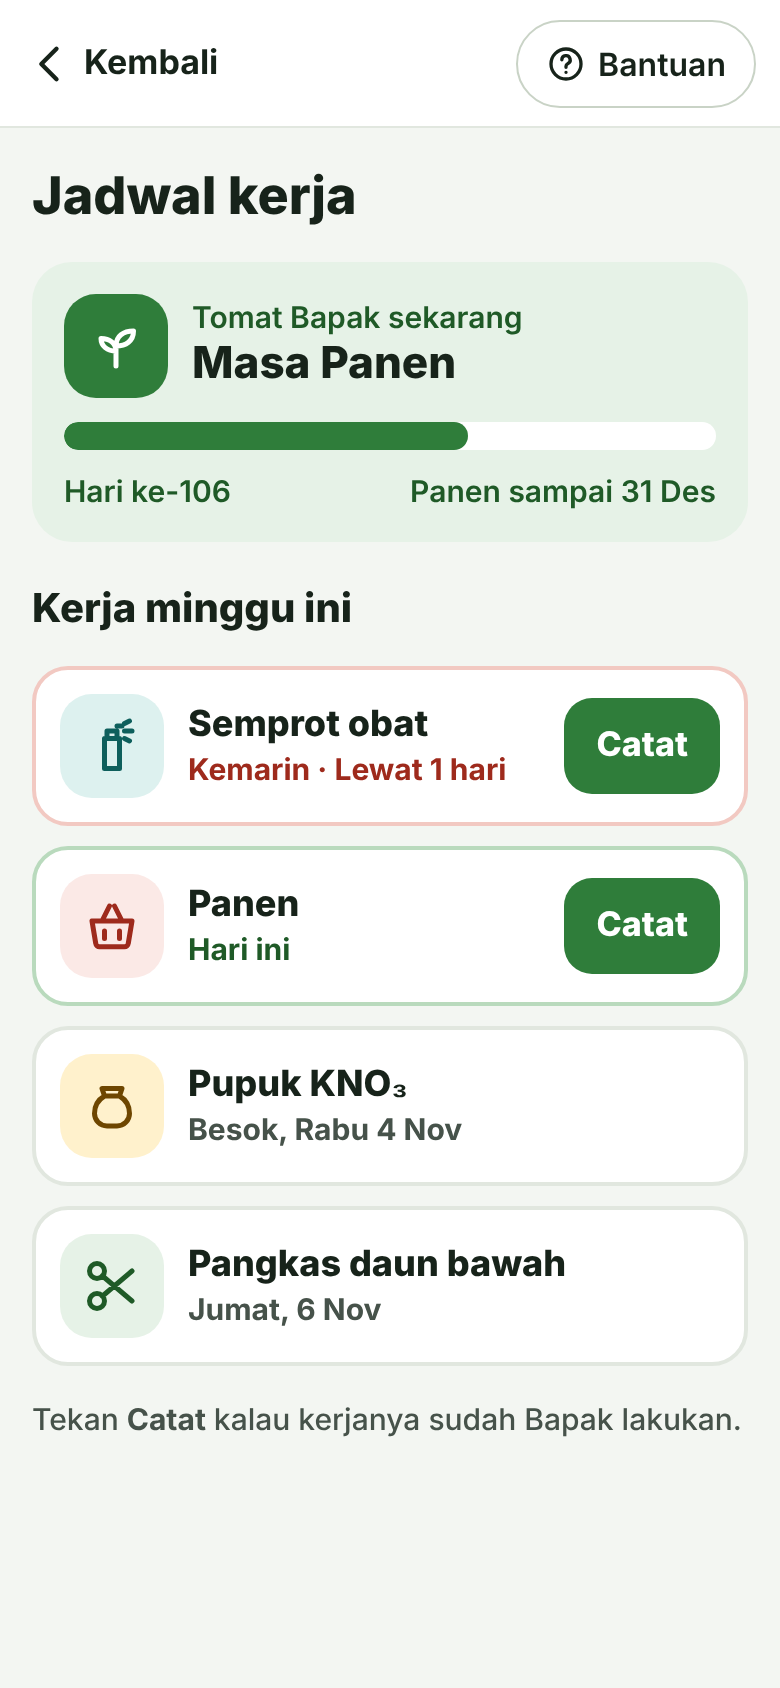 Kembali
Bantuan
Jadwal kerja
Tomat Bapak sekarang
Masa Panen
Hari ke-106
Panen sampai 31 Des
Kerja minggu ini
Semprot obat
Kemarin · Lewat 1 hari
Catat
Panen
Hari ini
Catat
Pupuk KNO₃
Besok, Rabu 4 Nov
Pangkas daun bawah
Jumat, 6 Nov
Tekan Catat kalau kerjanya sudah Bapak lakukan.